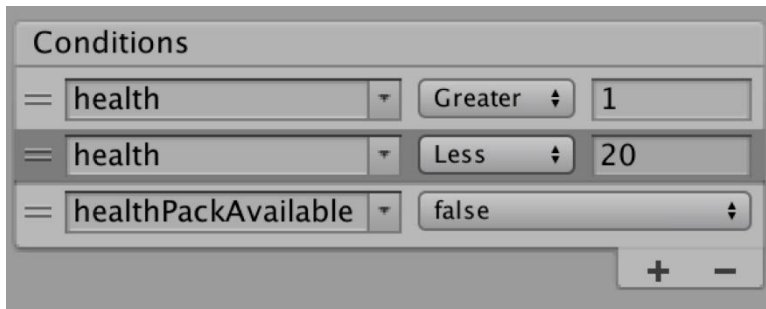 Conditions
health Greater 1
health Less 20
healthPackAvailable false
+ −